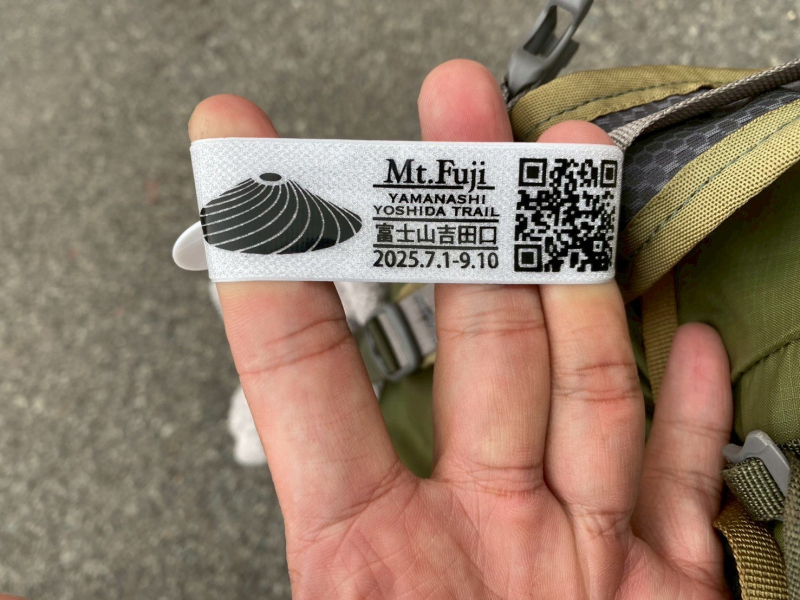 Mt.Fuji
YAMANASHI
YOSHIDA TRAIL
富士山吉田口
2025.7.1-9.10